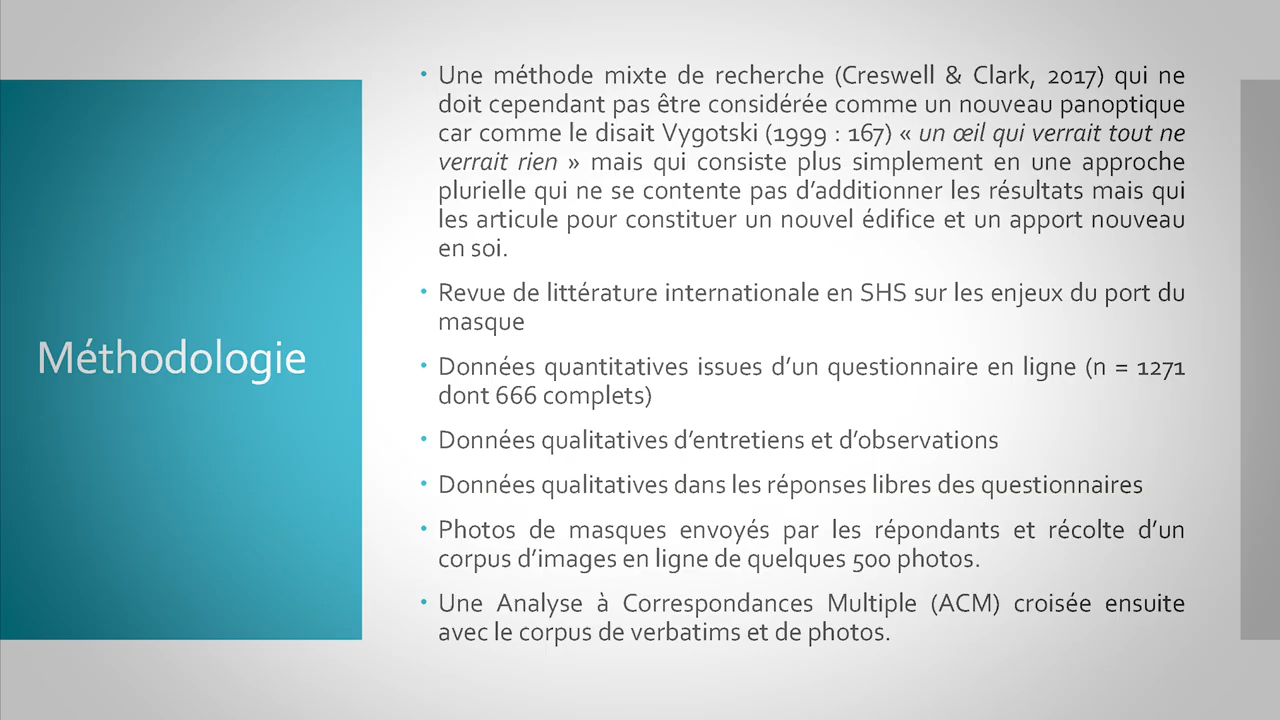 Méthodologie
• Une méthode mixte de recherche (Creswell & Clark, 2017) qui ne
doit cependant pas être considérée comme un nouveau panoptique
car comme le disait Vygotski (1999 : 167) « un œil qui verrait tout ne
verrait rien » mais qui consiste plus simplement en une approche
plurielle qui ne se contente pas d’additionner les résultats mais qui
les articule pour constituer un nouvel édifice et un apport nouveau
en soi.
• Revue de littérature internationale en SHS sur les enjeux du port du
masque
• Données quantitatives issues d’un questionnaire en ligne (n = 1271
dont 666 complets)
• Données qualitatives d’entretiens et d’observations
• Données qualitatives dans les réponses libres des questionnaires
• Photos de masques envoyés par les répondants et récolte d’un
corpus d’images en ligne de quelques 500 photos.
• Une Analyse à Correspondances Multiple (ACM) croisée ensuite
avec le corpus de verbatims et de photos.